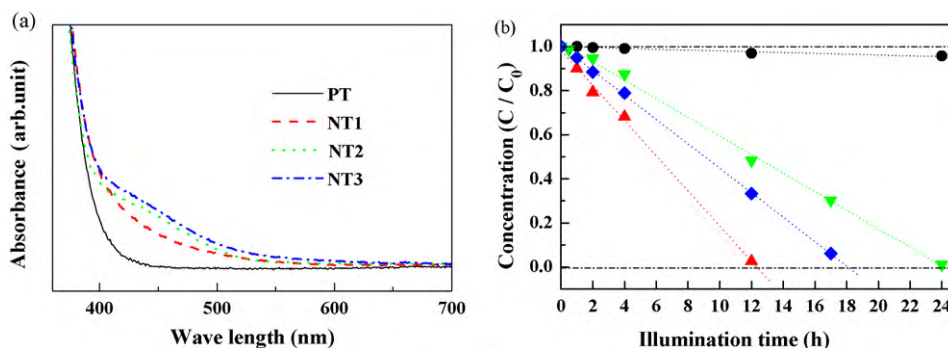 (a)
Absorbance (arb.unit)
PT
NT1
NT2
NT3
400
500
600
700
Wave length (nm)
(b)
Concentration (C / C0)
1.0
0.8
0.6
0.4
0.2
0.0
0 2 4 6 8 10 12 14 16 18 20 22 24
Illumination time (h)